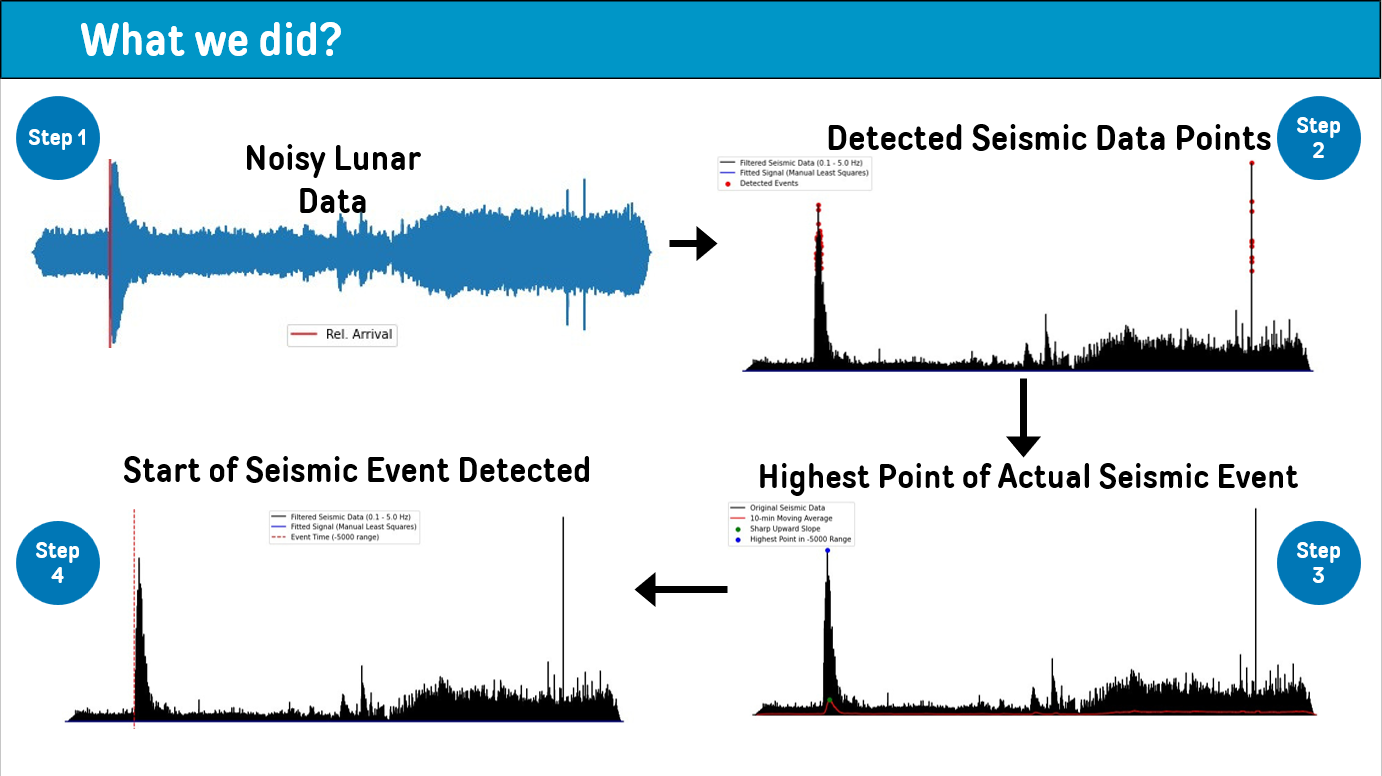 What we did?
Step 1
Noisy Lunar
Data
Rel. Arrival
Detected Seismic Data Points
Step
2
Filtered Seismic Data (0.1 - 5.0 Hz)
Fitted Signal (Manual Least Squares)
Detected Events
Highest Point of Actual Seismic Event
Step
3
Original Seismic Data
10-min Moving Average
Sharp Upward Slope
Highest Point in -5000 Range
Start of Seismic Event Detected
Step
4
Filtered Seismic Data (0.1 - 5.0 Hz)
Fitted Signal (Manual Least Squares)
Event Time (-5000 range)